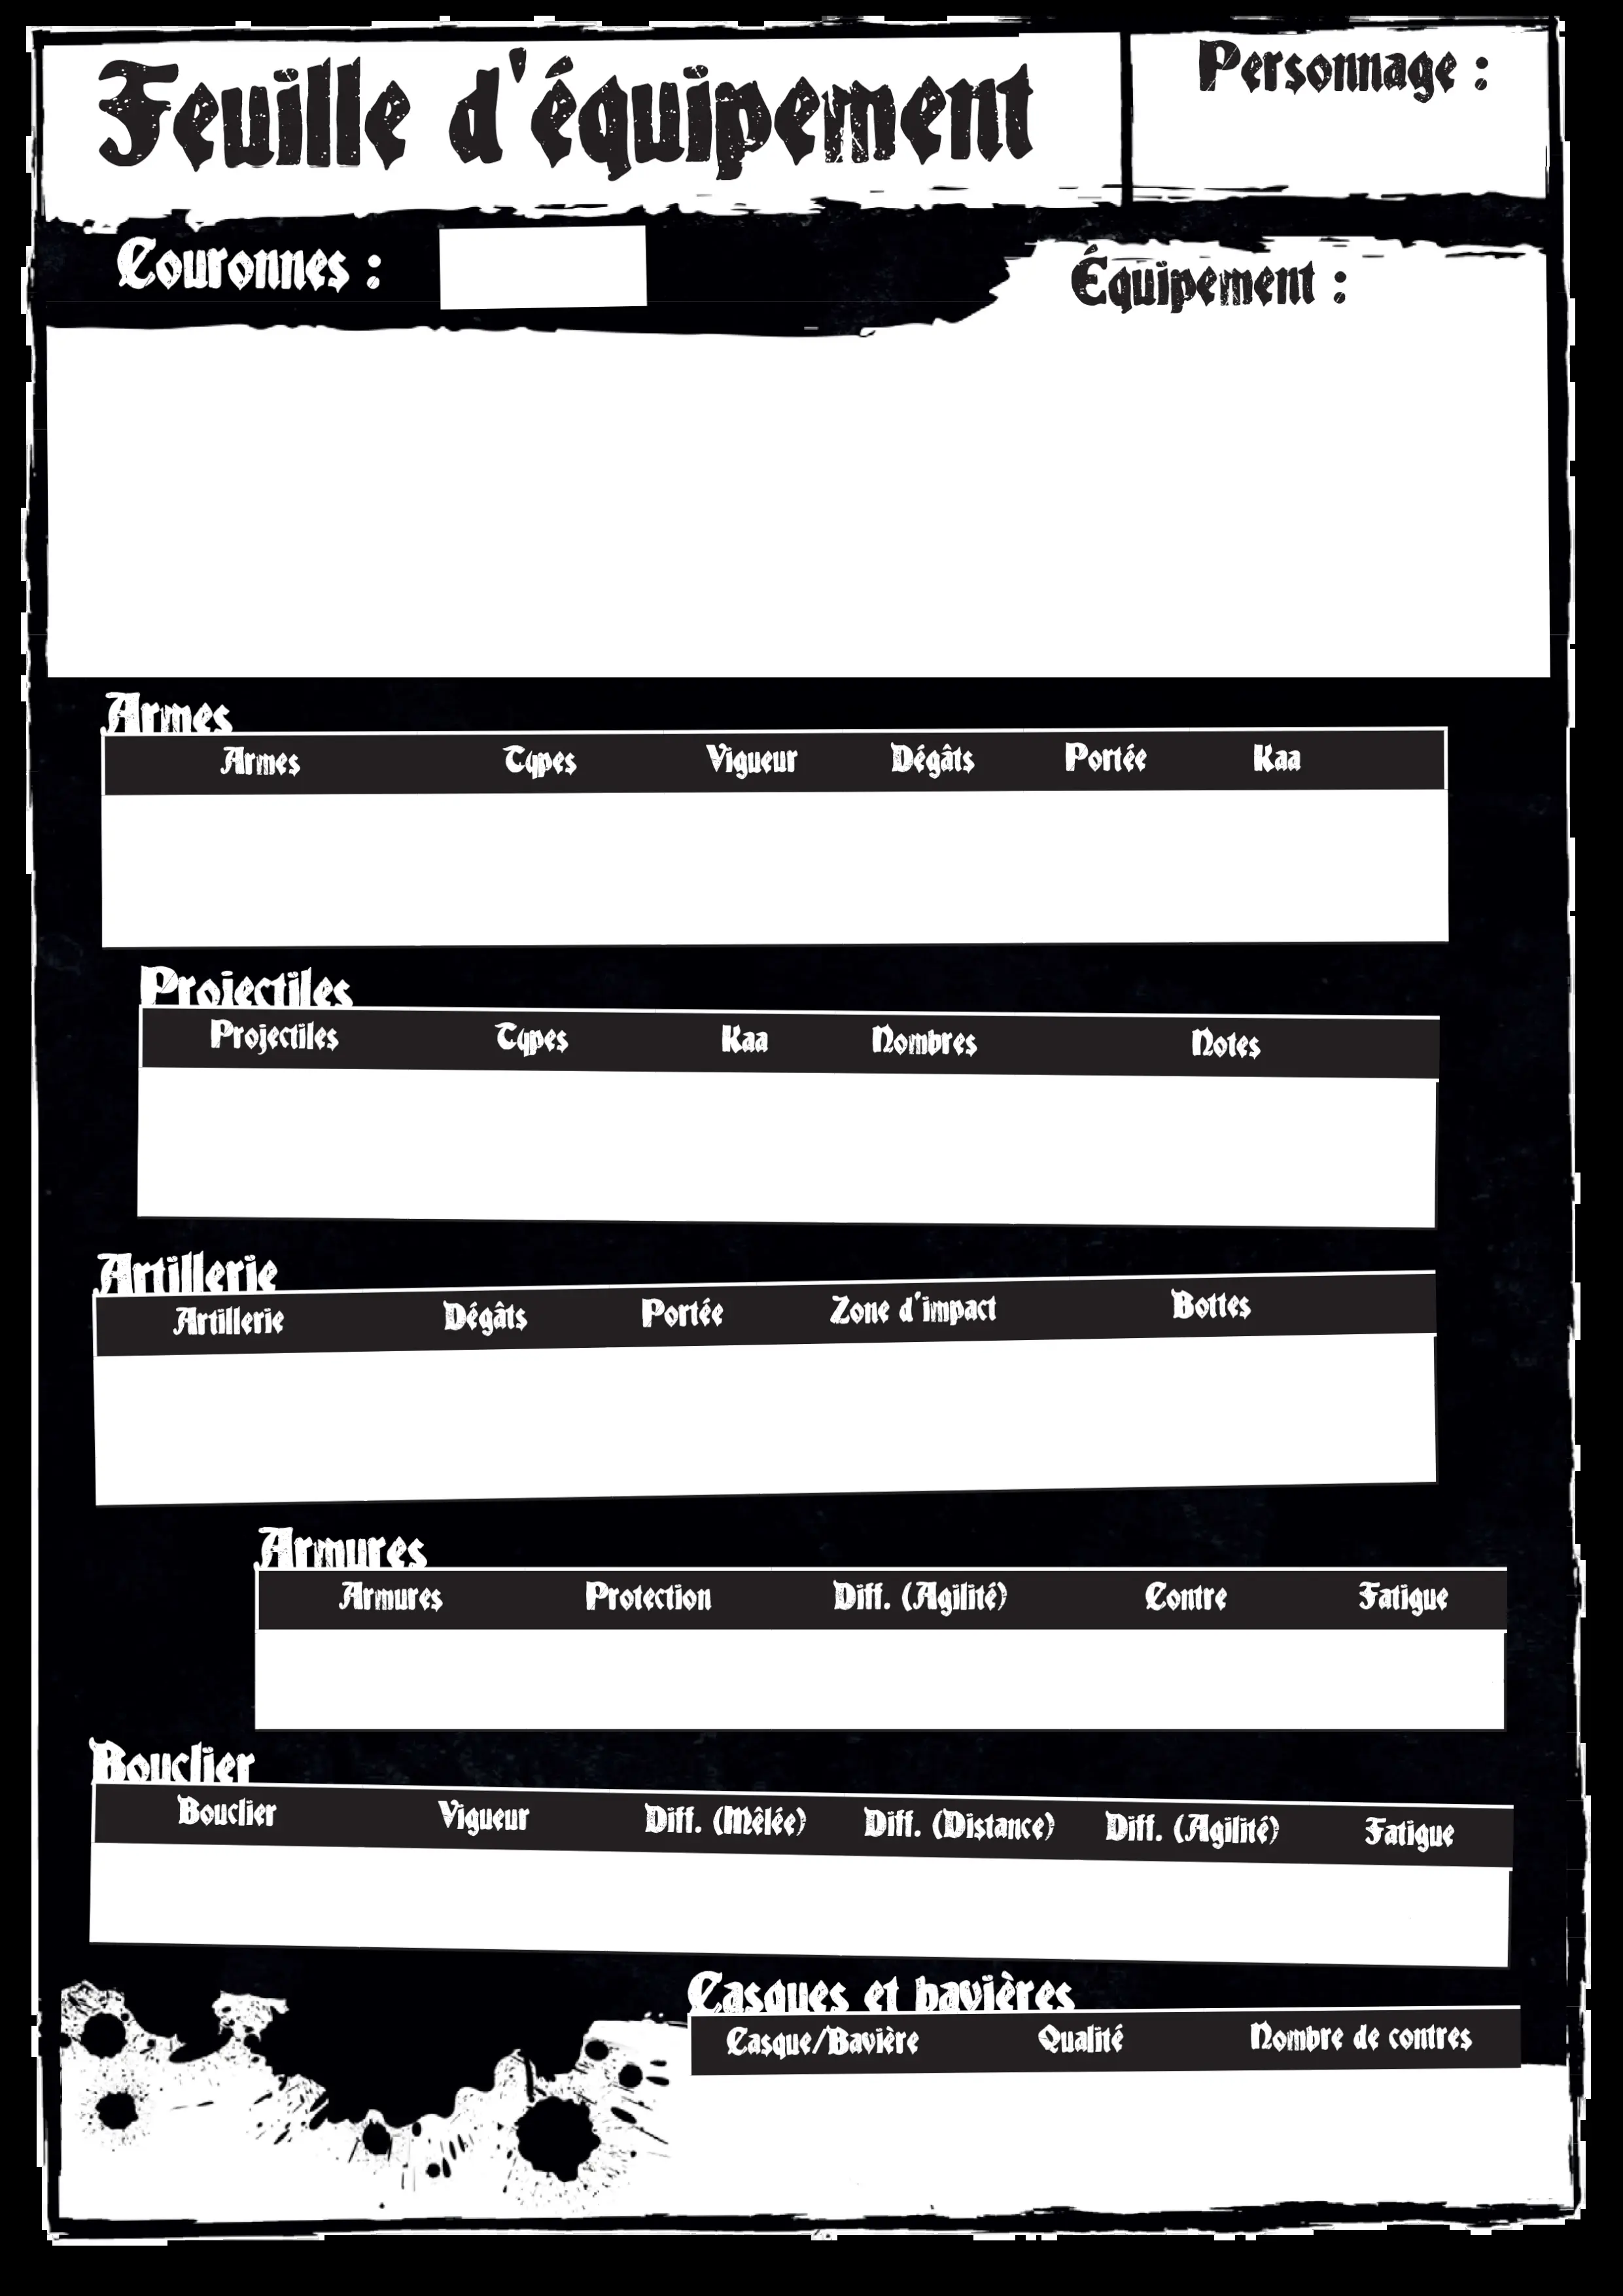 Feuille d'équipement
Personnage :
Couronnes :
Équipement :
Armes
Armes Types Vigueur Dégâts Portée Kaa
Projectiles
Projectiles Types Kaa Nombres Notes
Artillerie
Artillerie Dégâts Portée Zone d'impact Bottes
Armures
Armures Protection Diff. (Agilité) Contre Fatigue
Bouclier
Bouclier Vigueur Diff. (Mêlée) Diff. (Distance) Diff. (Agilité) Fatigue
Casques et bavières
Casque/Bavière Qualité Nombre de contres